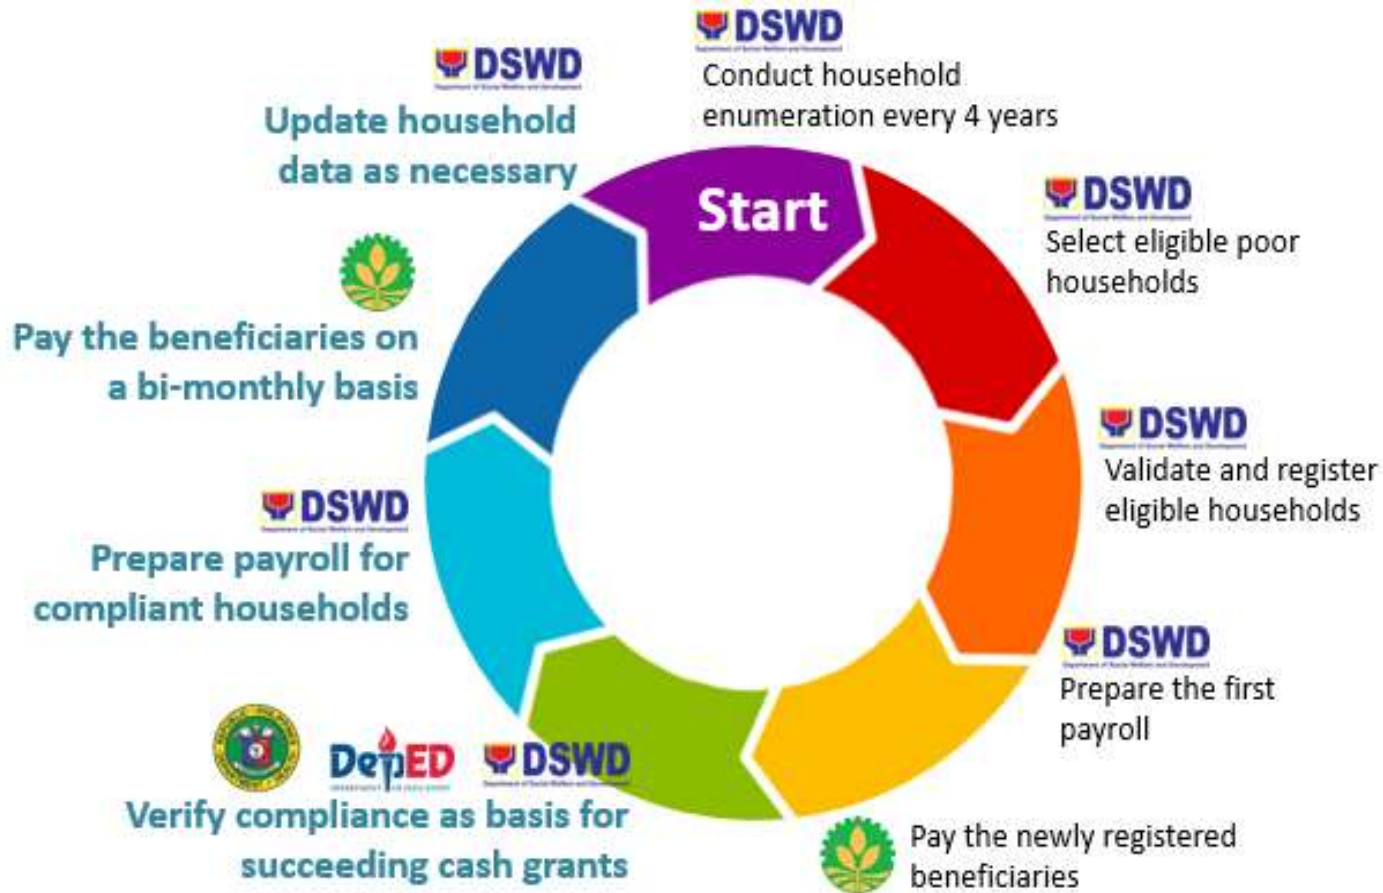 DSWD
Conduct household
enumeration every 4 years
DSWD
Select eligible poor
households
DSWD
Validate and register
eligible households
DSWD
Prepare the first
payroll
Pay the newly registered
beneficiaries
DepED
DSWD
Verify compliance as basis for
succeeding cash grants
DSWD
Prepare payroll for
compliant households
Pay the beneficiaries on
a bi-monthly basis
DSWD
Update household
data as necessary
Start